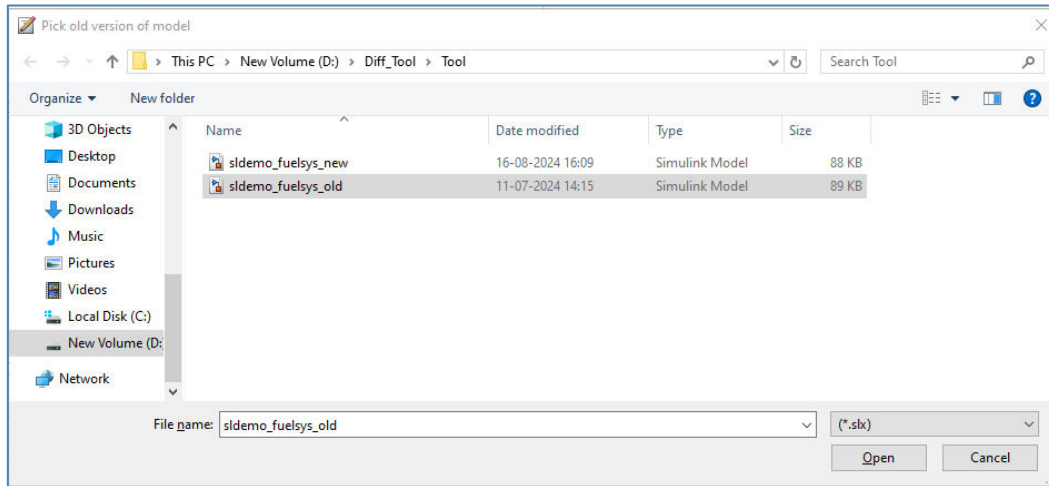 Pick old version of model
This PC > New Volume (D:) > Diff_Tool > Tool
Search Tool
Organize
New folder
3D Objects
Desktop
Documents
Downloads
Music
Pictures
Videos
Local Disk (C:)
New Volume (D:
Network
Name Date modified Type Size
sldemo_fuelsys_new 16-08-2024 16:09 Simulink Model 88 KB
sldemo_fuelsys_old 11-07-2024 14:15 Simulink Model 89 KB
File name: sldemo_fuelsys_old (*.slx)
Open Cancel